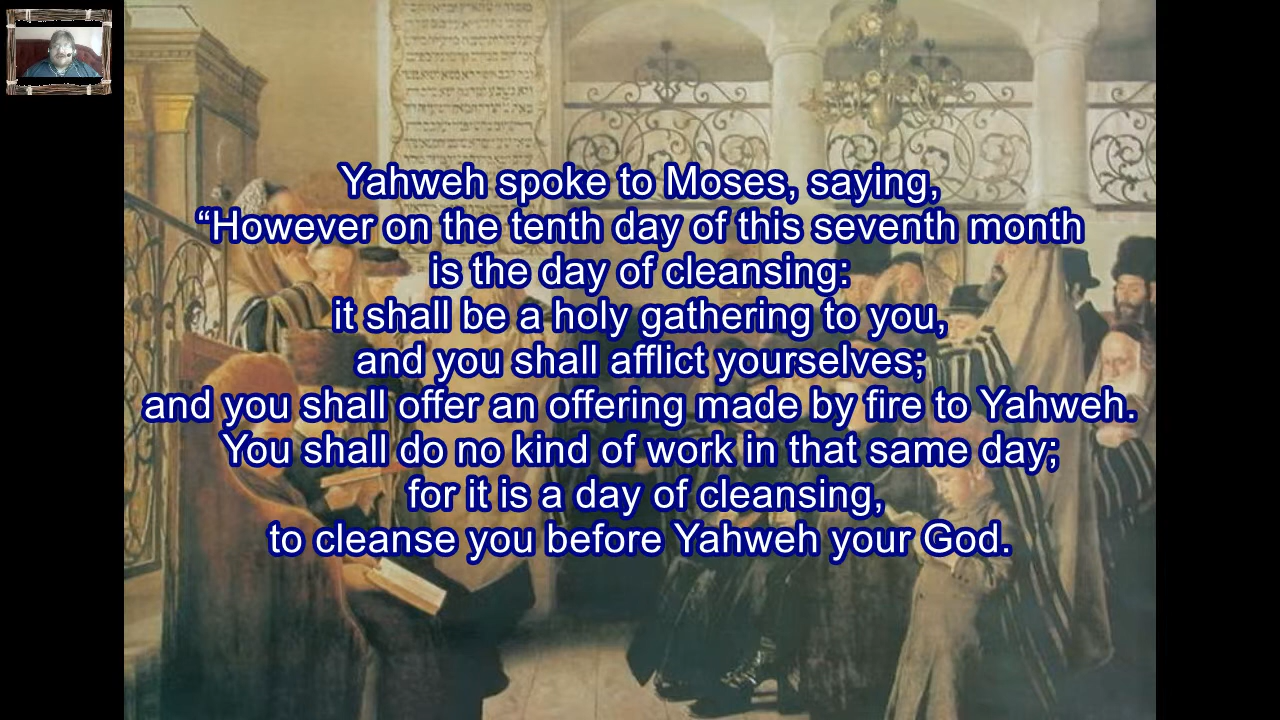 Yahweh spoke to Moses, saying,
“However on the tenth day of this seventh month
is the day of cleansing:
it shall be a holy gathering to you,
and you shall afflict yourselves;
and you shall offer an offering made by fire to Yahweh.
You shall do no kind of work in that same day;
for it is a day of cleansing,
to cleanse you before Yahweh your God.